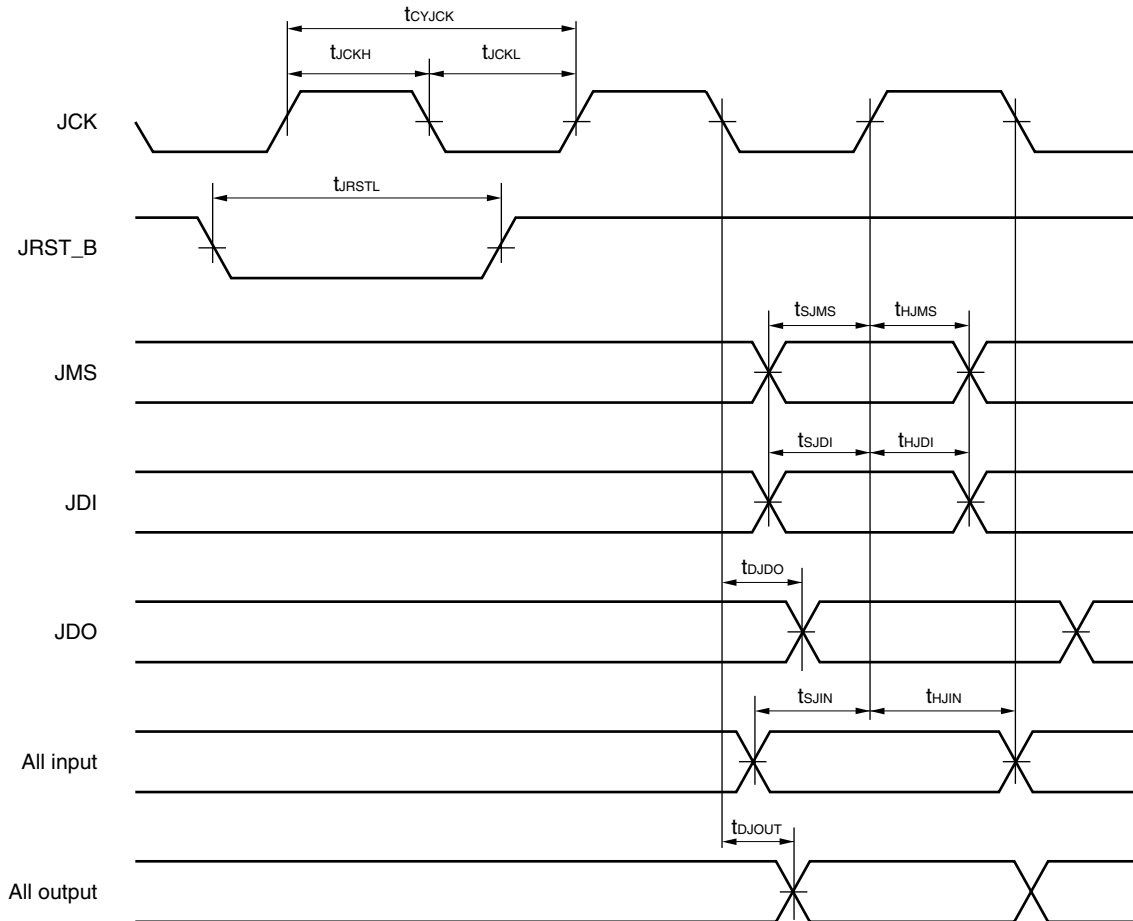 tCYJCK
tJCKH tJCKL
JCK
tJRSTL
JRST_B
tSJMS tHJMS
JMS
tSJDI tHJDI
JDI
tDJDO
JDO
tSJIN tHJIN
All input
tDJOUT
All output